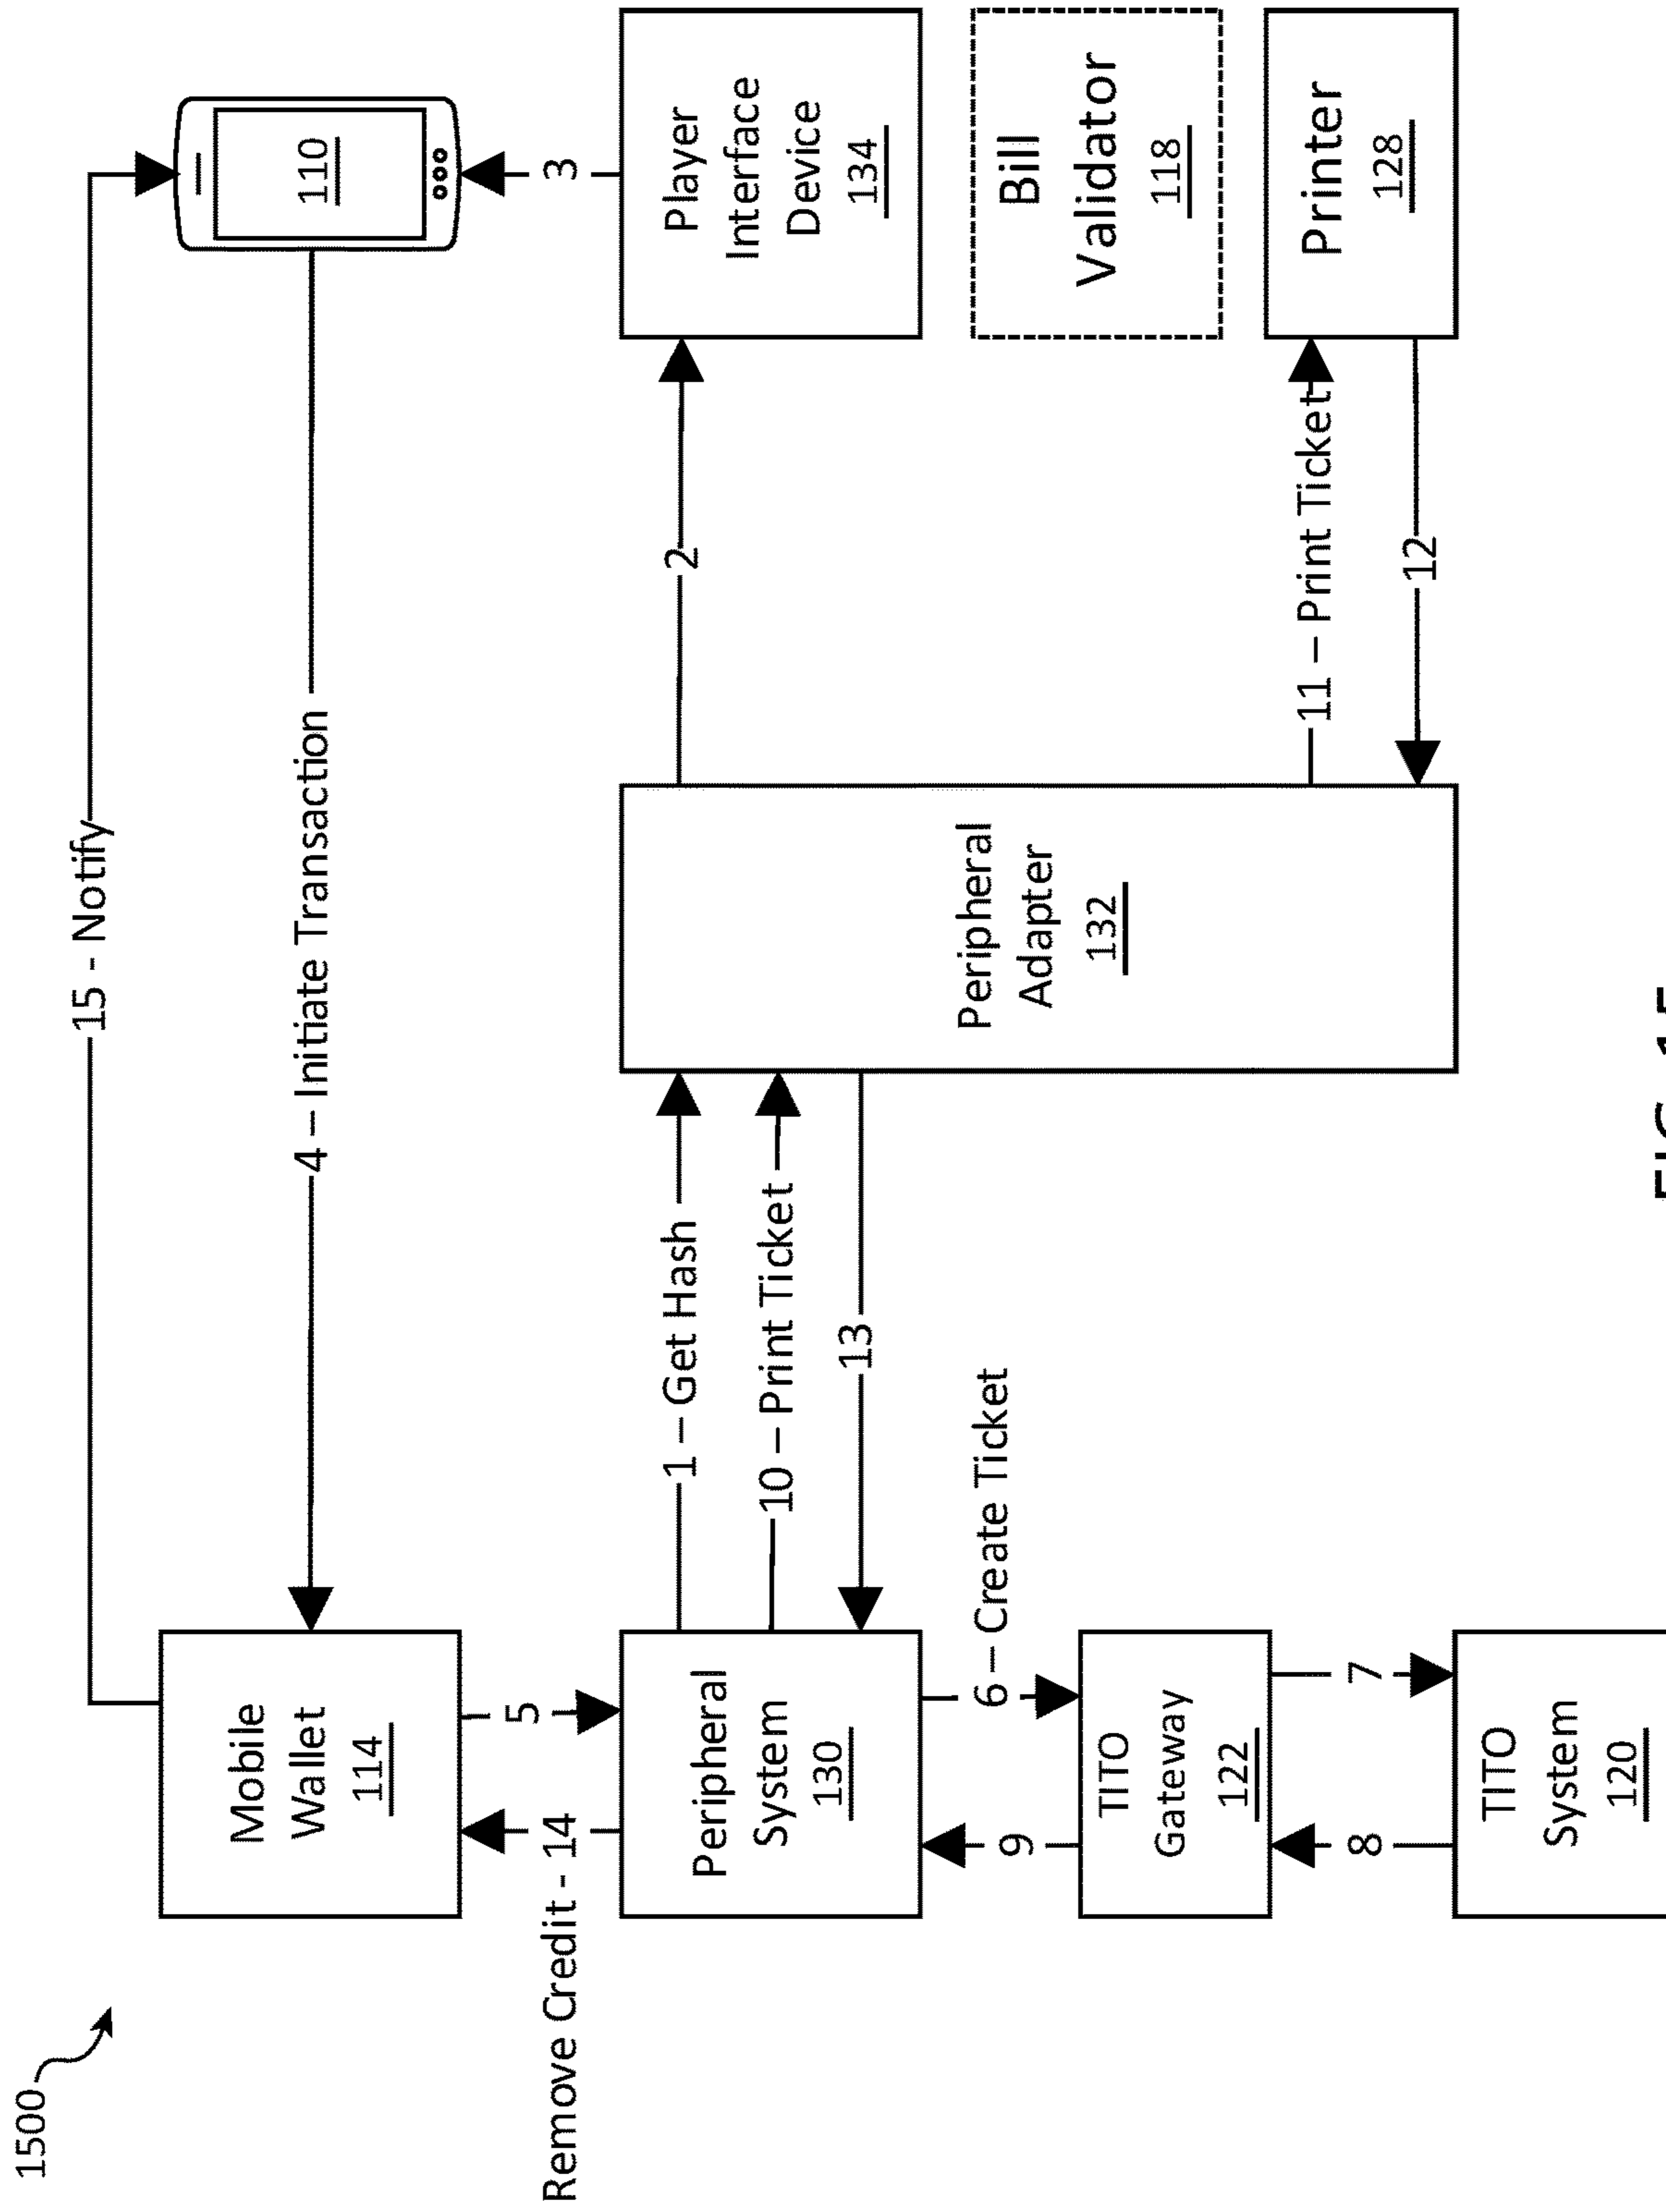 1500
15 - Notify
110
4 – Initiate Transaction
Mobile
Wallet
114
Remove Credit - 14
5
3
Peripheral
System
130
1 – Get Hash
10 – Print Ticket
13
Peripheral
Adapter
132
2
Player
Interface
Device
134
Bill
Validator
118
11 – Print Ticket
12
Printer
128
9
6 – Create Ticket
TITO
Gateway
122
8
7
TITO
System
120